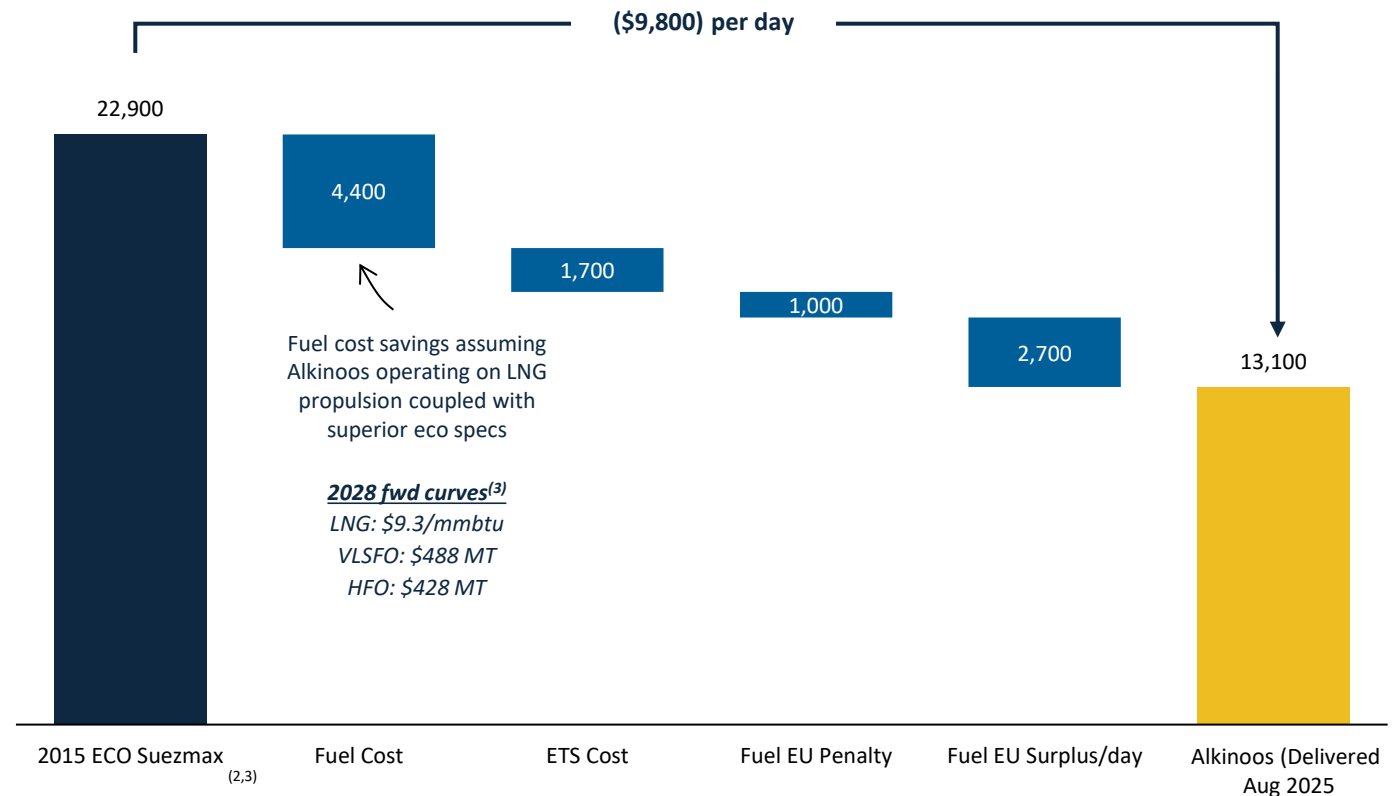 ($9,800) per day
22,900
4,400
1,700
1,000
2,700
13,100
Fuel cost savings assuming
Alkinoos operating on LNG
propulsion coupled with
superior eco specs
2028 fwd curves(3)
LNG: $9.3/mmbtu
VLSFO: $488 MT
HFO: $428 MT
2015 ECO Suezmax
(2,3)
Fuel Cost
ETS Cost
Fuel EU Penalty
Fuel EU Surplus/day
Alkinoos (Delivered
Aug 2025